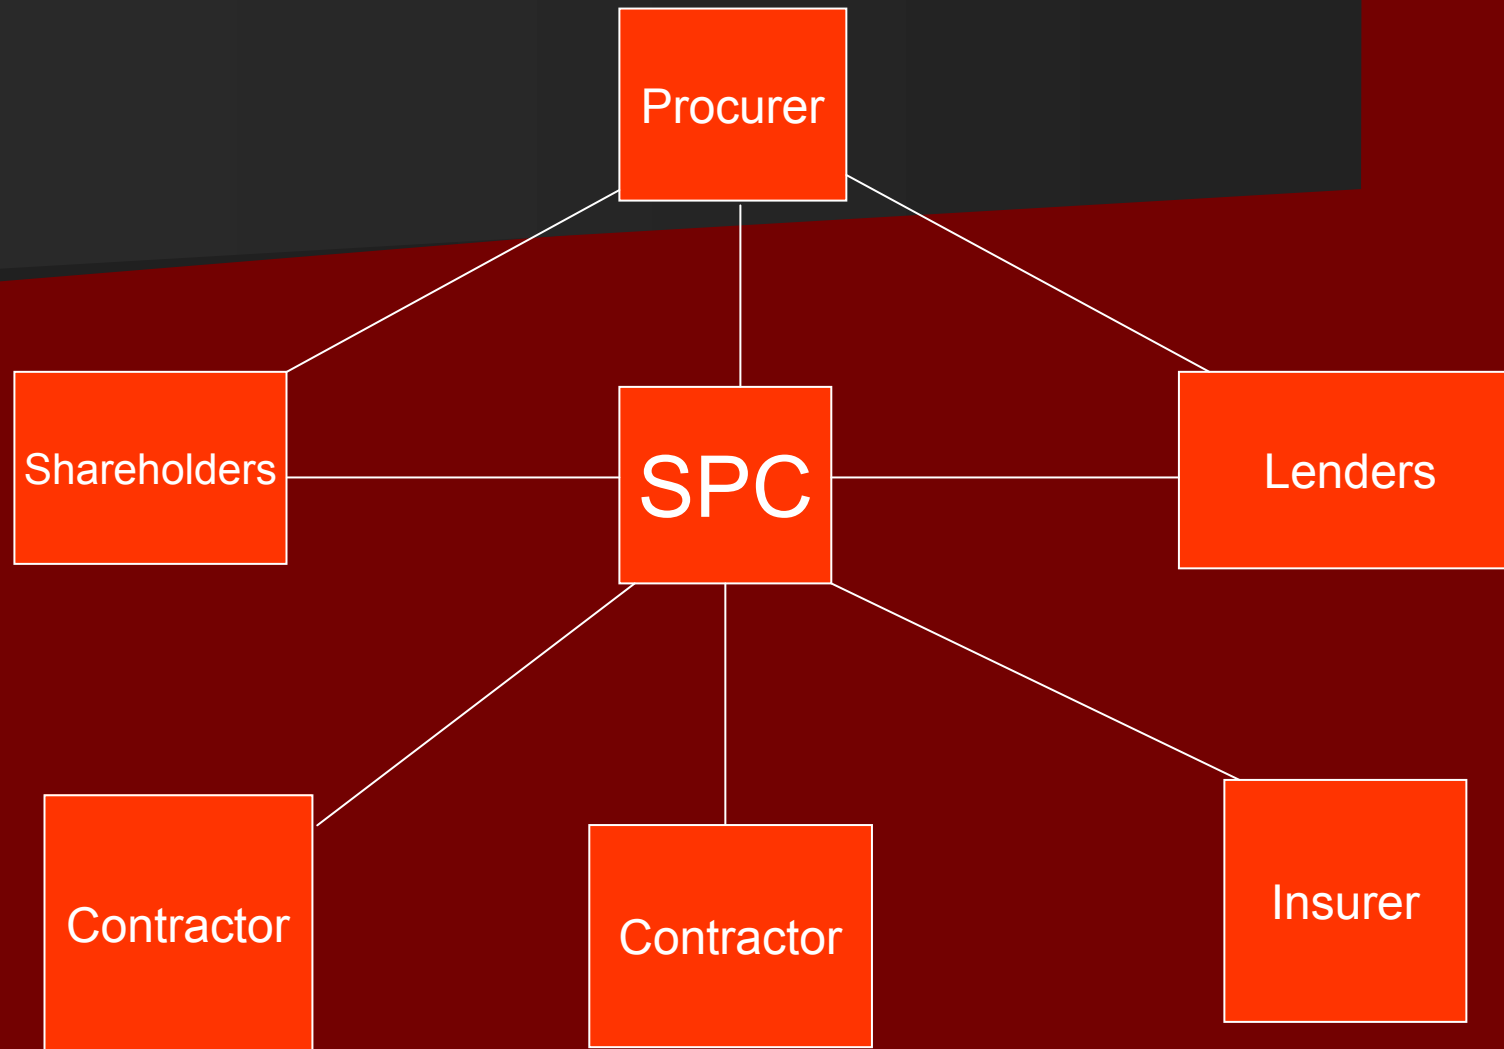 Procurer
Shareholders
SPC
Lenders
Contractor
Contractor
Insurer